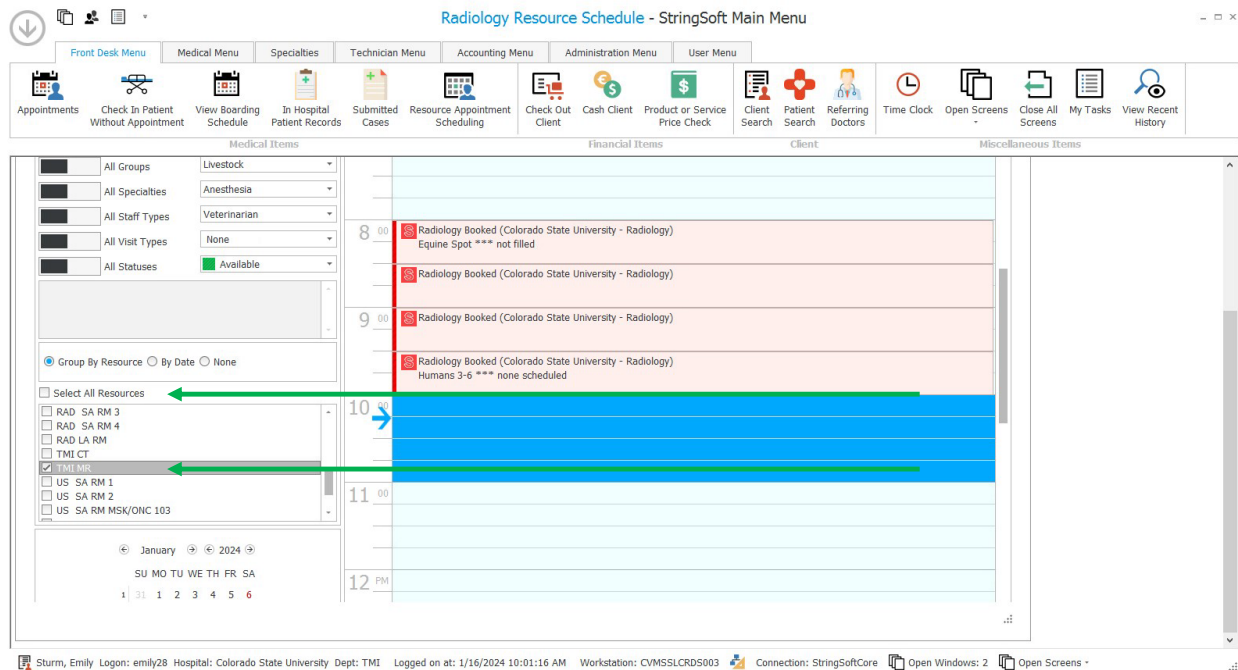 Radiology Resource Schedule - StringSoft Main Menu
Front Desk Menu
Medical Menu
Specialties
Technician Menu
Accounting Menu
Administration Menu
User Menu
Appointments
Check In Patient
Without Appointment
View Boarding
Schedule
In Hospital
Patient Records
Submitted
Cases
Resource Appointment
Scheduling
Check Out
Client
Cash Client
Product or Service
Price Check
Client
Search
Patient
Search
Referring
Doctors
Time Clock
Open Screens
Close All
Screens
My Tasks
View Recent
History
Medical Items
Financial Items
Client
Miscellaneous Items
All Groups
Livestock
All Specialties
Anesthesia
All Staff Types
Veterinarian
All Visit Types
None
All Statuses
Available
Group By Resource By Date None
Select All Resources
RAD SA RM 3
RAD SA RM 4
RAD LA RM
TMI CT
TMI MR
US SA RM 1
US SA RM 2
US SA RM MSK/ONC 103
January 2024
SU MO TU WE TH FR SA
1 31 1 2 3 4 5 6
8 00
Radiology Booked (Colorado State University - Radiology)
Equine Spot *** not filled
Radiology Booked (Colorado State University - Radiology)
9 00
Radiology Booked (Colorado State University - Radiology)
Radiology Booked (Colorado State University - Radiology)
Humans 3-6 *** none scheduled
10 00
11 00
12 PM
Sturm, Emily Logon: emily28 Hospital: Colorado State University Dept: TMI Logged on at: 1/16/2024 10:01:16 AM Workstation: CVMSSLCRDS003 Connection: StringSoftCore Open Windows: 2 Open Screens